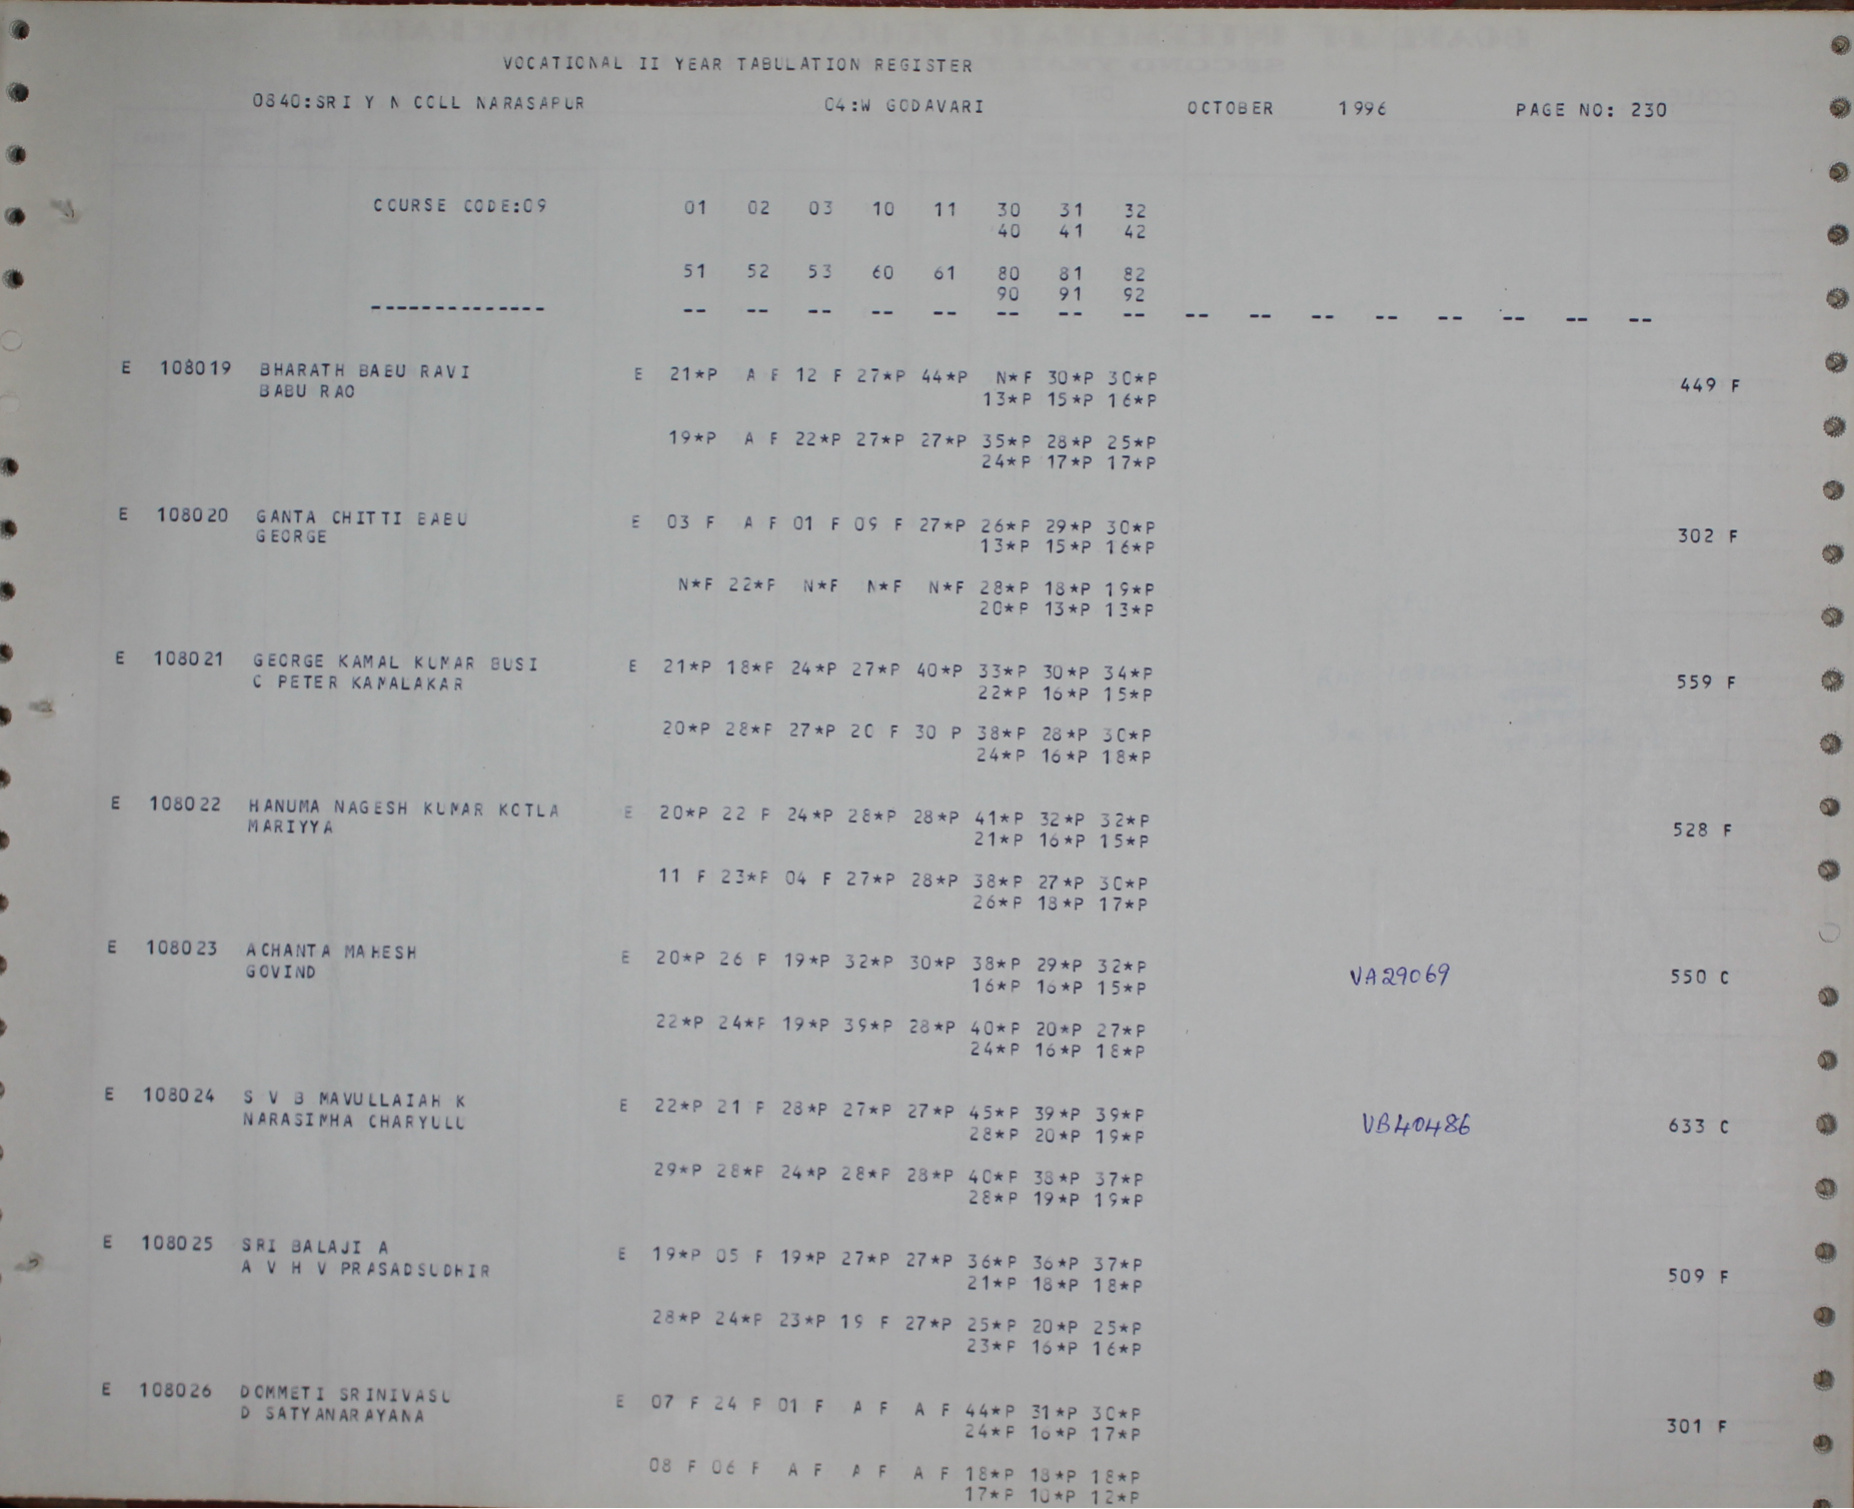 VOCATIONAL II YEAR TABULATION REGISTER
0840:SRI Y N COLL NARASAPUR 04:W GODAVARI OCTOBER 1996 PAGE NO: 230
COURSE CODE:09 01 02 03 10 11 30 31 32
40 41 42
51 52 53 60 61 80 81 82
90 91 92
-------------- -- -- -- -- -- -- -- -- -- -- -- -- -- -- -- --
E 108019 BHARATH BABU RAVI E 21*P A F 12 F 27*P 44*P N*F 30*P 30*P
BABU RAO 13*P 15*P 16*P 449 F
19*P A F 22*P 27*P 27*P 35*P 28*P 25*P
24*P 17*P 17*P
E 108020 GANTA CHITTI BABU E 03 F A F 01 F 09 F 27*P 26*P 29*P 30*P
GEORGE 13*P 15*P 16*P 302 F
N*F 22*P N*F N*F N*F 28*P 18*P 19*P
20*P 13*P 13*P
E 108021 GEORGE KAMAL KUMAR BUSI E 21*P 18*P 24*P 27*P 40*P 33*P 30*P 34*P
C PETER KAMALAKAR 22*P 16*P 15*P 559 F
20*P 28*P 27*P 20 F 30 P 38*P 28*P 30*P
24*P 16*P 18*P
E 108022 HANUMA NAGESH KUMAR KOTLA E 20*P 22 P 24*P 28*P 28*P 41*P 32*P 32*P
MARIYYA 21*P 16*P 15*P 528 F
11 F 23*P 04 F 27*P 28*P 38*P 27*P 30*P
26*P 18*P 17*P
E 108023 ACHANTA MAHESH E 20*P 26 P 19*P 32*P 30*P 38*P 29*P 32*P
GOVIND 16*P 16*P 15*P VA29069 550 C
22*P 24*P 19*P 39*P 28*P 40*P 20*P 27*P
24*P 16*P 18*P
E 108024 S V B MAVULLAIAH K E 22*P 21 P 28*P 27*P 27*P 45*P 39*P 39*P
NARASIMHA CHARYULU 28*P 20*P 19*P VB40486 633 C
29*P 28*P 24*P 28*P 28*P 40*P 38*P 37*P
28*P 19*P 19*P
E 108025 SRI BALAJI A E 19*P 05 F 19*P 27*P 27*P 36*P 36*P 37*P
A V H V PRASADSUDHIR 21*P 18*P 18*P 509 F
28*P 24*P 23*P 19 F 27*P 25*P 20*P 25*P
23*P 16*P 16*P
E 108026 DOMMETI SRINIVASU E 07 F 24 P 01 F A F A F 44*P 31*P 30*P
D SATYANARAYANA 24*P 16*P 17*P 301 F
08 F 06 F A F A F A F 18*P 18*P 18*P
17*P 10*P 12*P